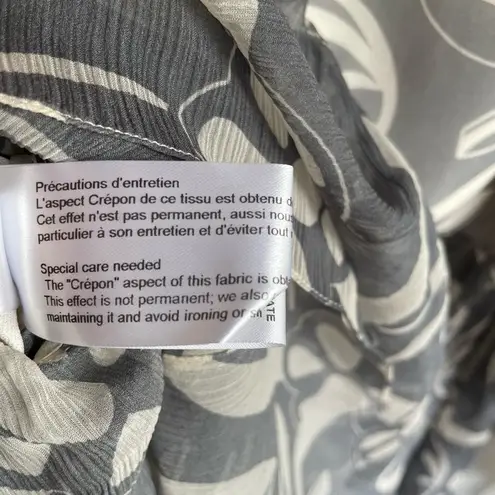 Précautions d'entretien
L'aspect Crépon de ce tissu est obtenu
Cet effet n'est pas permanent, aussi nous
particulier à son entretien et d'éviter tout
Special care needed
The "Crépon" aspect of this fabric is
This effect is not permanent; we also
maintaining it and avoid ironing or
ATE